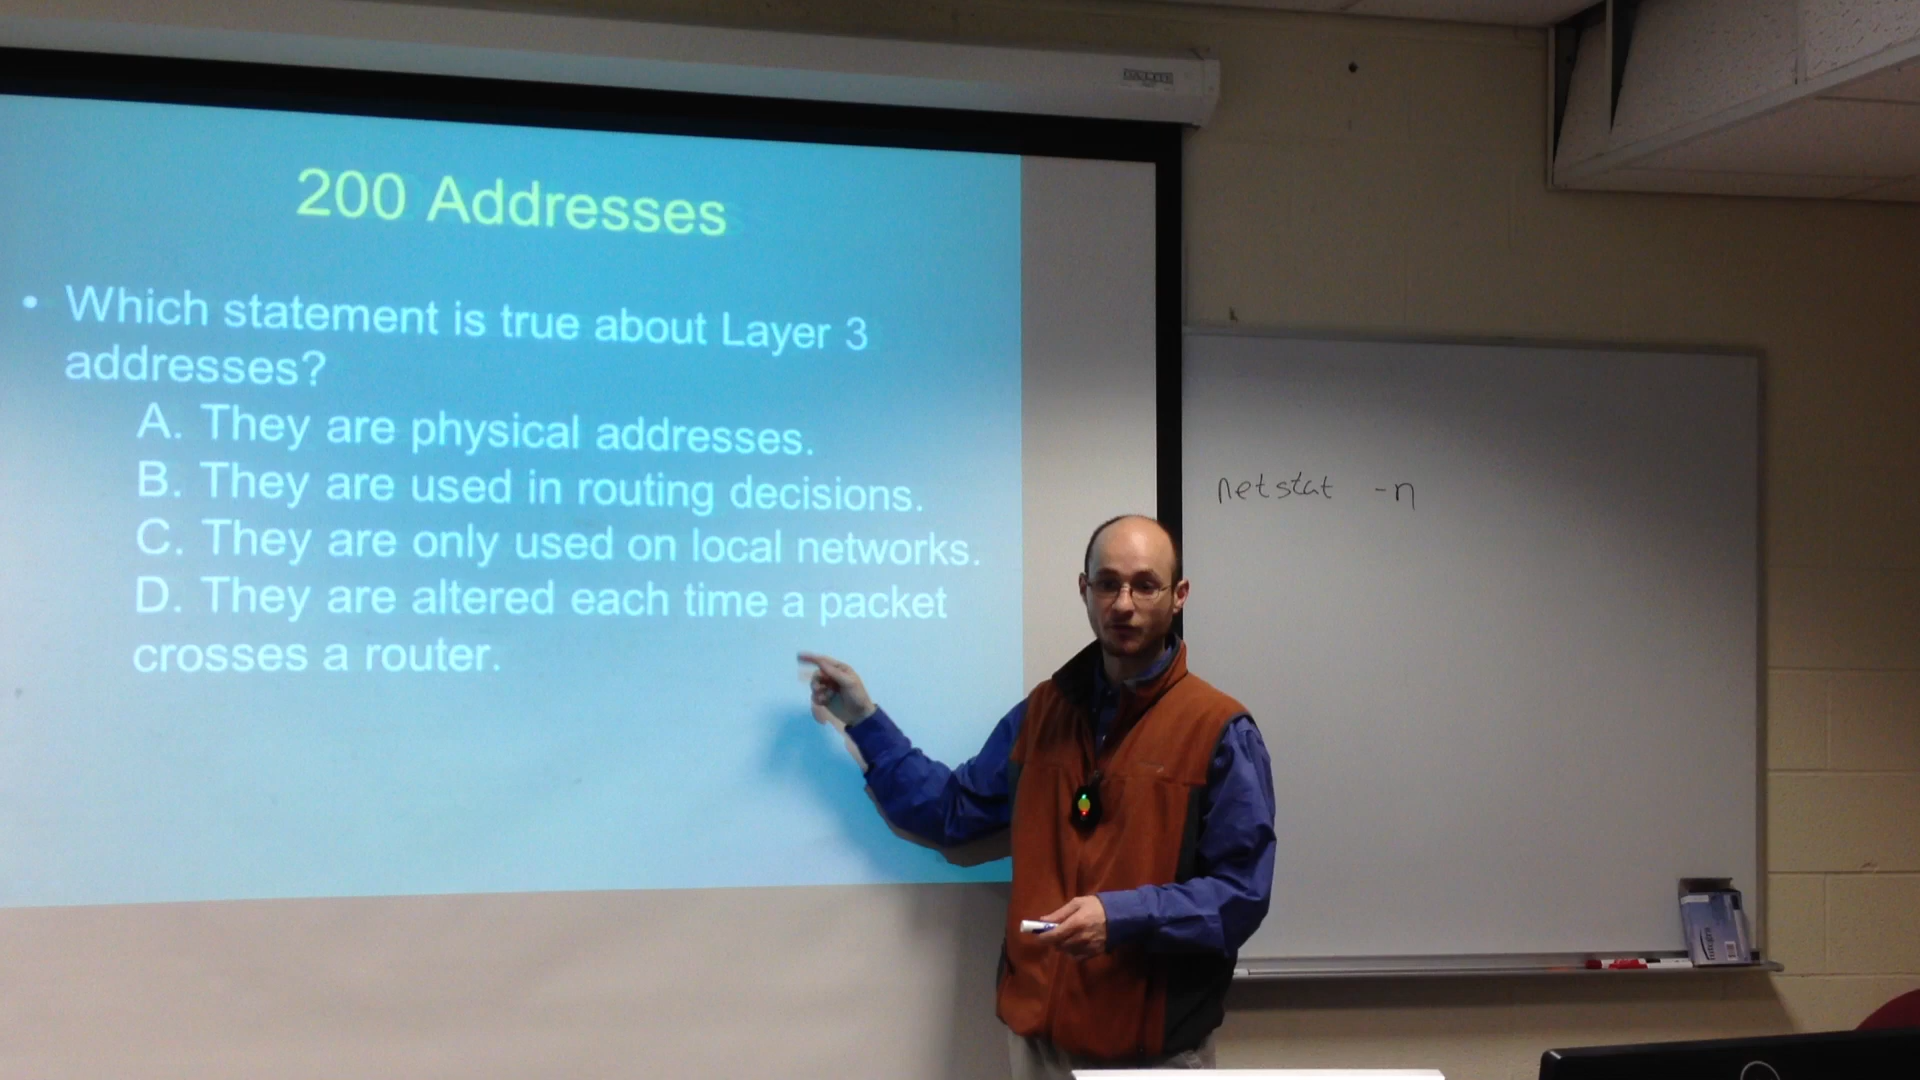 200 Addresses
• Which statement is true about Layer 3
addresses?
A. They are physical addresses.
B. They are used in routing decisions.
C. They are only used on local networks.
D. They are altered each time a packet
crosses a router.
netstat -n